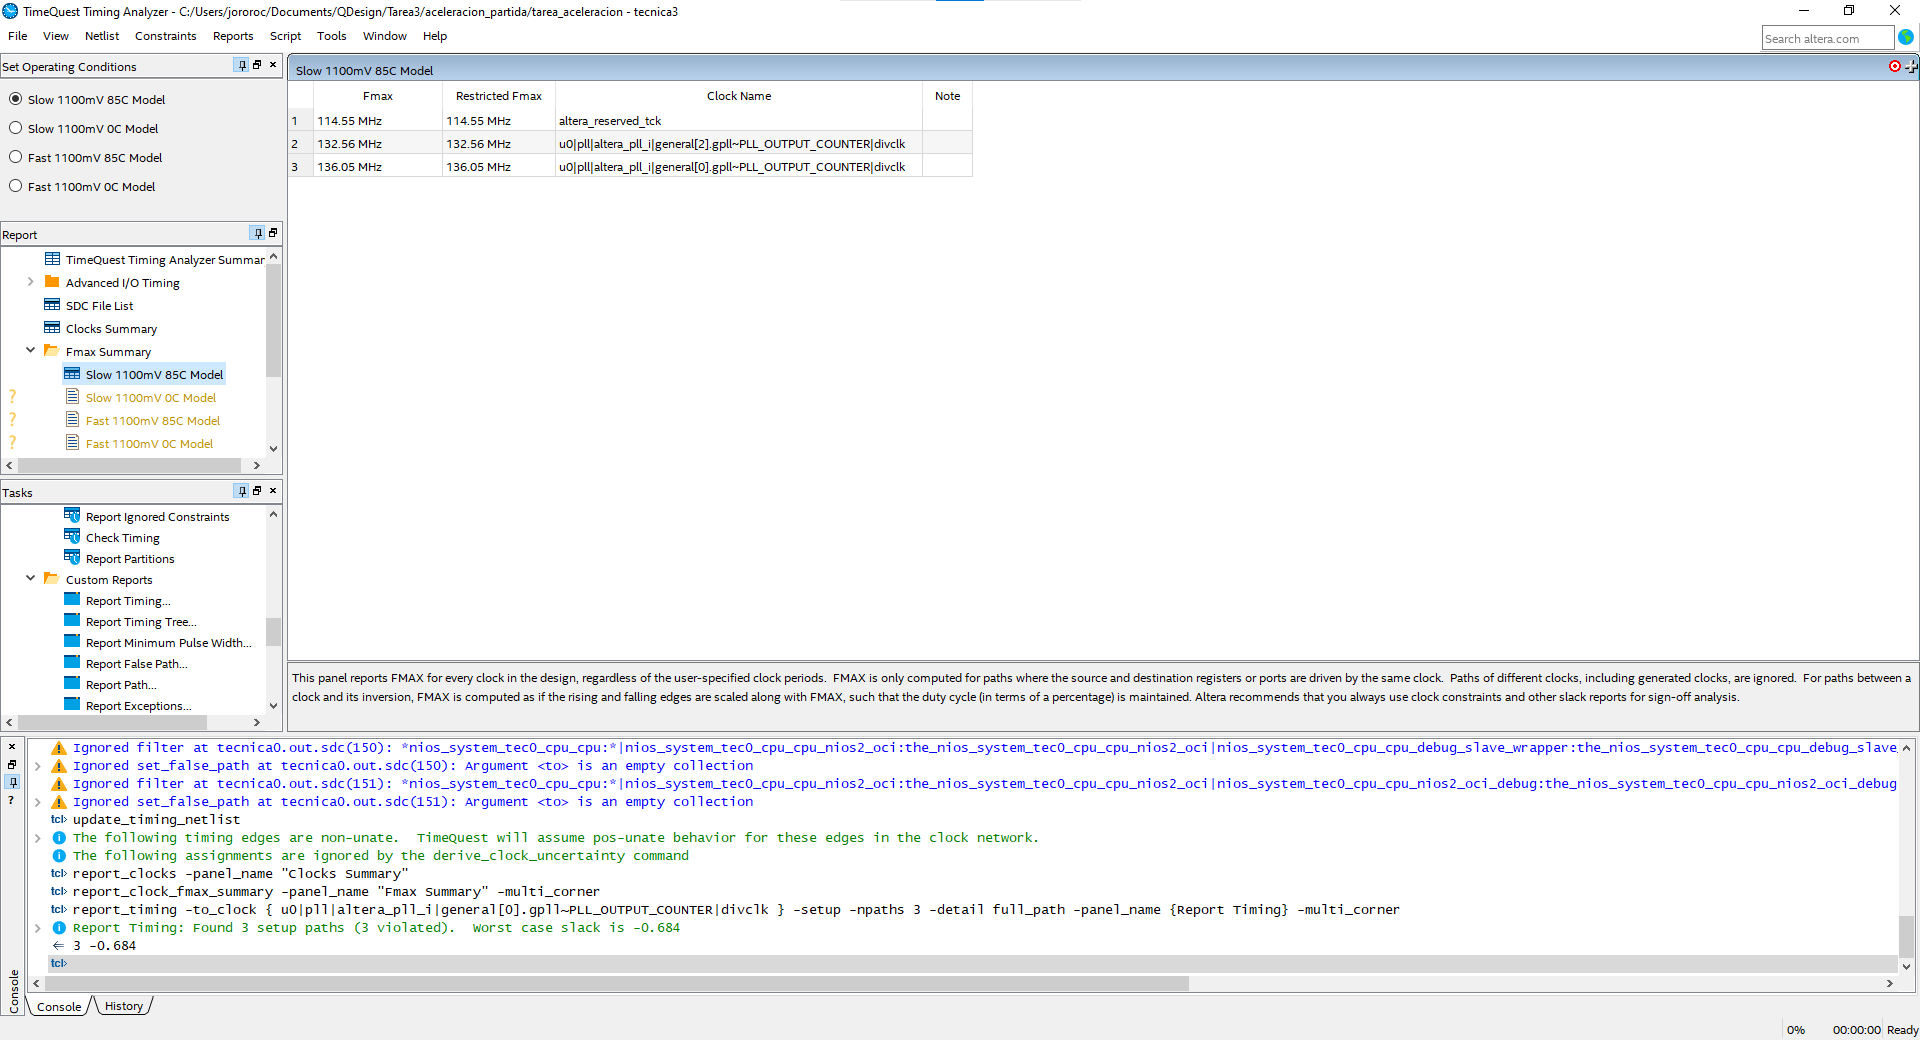 TimeQuest Timing Analyzer - C:/Users/jororoc/Documents/QDesign/Tarea3/aceleracion_partida/tarea_aceleracion - tecnica3
File View Netlist Constraints Reports Script Tools Window Help
Search altera.com
Set Operating Conditions
Slow 1100mV 85C Model
Slow 1100mV 0C Model
Fast 1100mV 85C Model
Fast 1100mV 0C Model
Report
TimeQuest Timing Analyzer Summar
Advanced I/O Timing
SDC File List
Clocks Summary
Fmax Summary
Slow 1100mV 85C Model
? Slow 1100mV 0C Model
? Fast 1100mV 85C Model
? Fast 1100mV 0C Model
Tasks
Report Ignored Constraints
Check Timing
Report Partitions
Custom Reports
Report Timing...
Report Timing Tree...
Report Minimum Pulse Width...
Report False Path...
Report Path...
Report Exceptions...
Slow 1100mV 85C Model
Fmax Restricted Fmax Clock Name Note
1 114.55 MHz 114.55 MHz altera_reserved_tck
2 132.56 MHz 132.56 MHz u0|pll|altera_pll_i|general[2].gpll~PLL_OUTPUT_COUNTER|divclk
3 136.05 MHz 136.05 MHz u0|pll|altera_pll_i|general[0].gpll~PLL_OUTPUT_COUNTER|divclk
This panel reports FMAX for every clock in the design, regardless of the user-specified clock periods. FMAX is only computed for paths where the source and destination registers or ports are driven by the same clock. Paths of different clocks, including generated clocks, are ignored. For paths between a
clock and its inversion, FMAX is computed as if the rising and falling edges are scaled along with FMAX, such that the duty cycle (in terms of a percentage) is maintained. Altera recommends that you always use clock constraints and other slack reports for sign-off analysis.
Ignored filter at tecnica0.out.sdc(150): *nios_system_tec0_cpu_cpu:*|nios_system_tec0_cpu_cpu_nios2_oci:the_nios_system_tec0_cpu_cpu_nios2_oci|nios_system_tec0_cpu_cpu_debug_slave_wrapper:the_nios_system_tec0_cpu_cpu_debug_slave_
Ignored set_false_path at tecnica0.out.sdc(150): Argument <to> is an empty collection
Ignored filter at tecnica0.out.sdc(151): *nios_system_tec0_cpu_cpu:*|nios_system_tec0_cpu_cpu_nios2_oci:the_nios_system_tec0_cpu_cpu_nios2_oci|nios_system_tec0_cpu_cpu_nios2_oci_debug:the_nios_system_tec0_cpu_cpu_nios2_oci_debug
Ignored set_false_path at tecnica0.out.sdc(151): Argument <to> is an empty collection
tcl> update_timing_netlist
The following timing edges are non-unate. TimeQuest will assume pos-unate behavior for these edges in the clock network.
The following assignments are ignored by the derive_clock_uncertainty command
tcl> report_clocks -panel_name "Clocks Summary"
tcl> report_clock_fmax_summary -panel_name "Fmax Summary" -multi_corner
tcl> report_timing -to_clock { u0|pll|altera_pll_i|general[0].gpll~PLL_OUTPUT_COUNTER|divclk } -setup -npaths 3 -detail full_path -panel_name {Report Timing} -multi_corner
Report Timing: Found 3 setup paths (3 violated). Worst case slack is -0.684
3 -0.684
tcl>
?
Console
Console History
0% 00:00:00 Ready